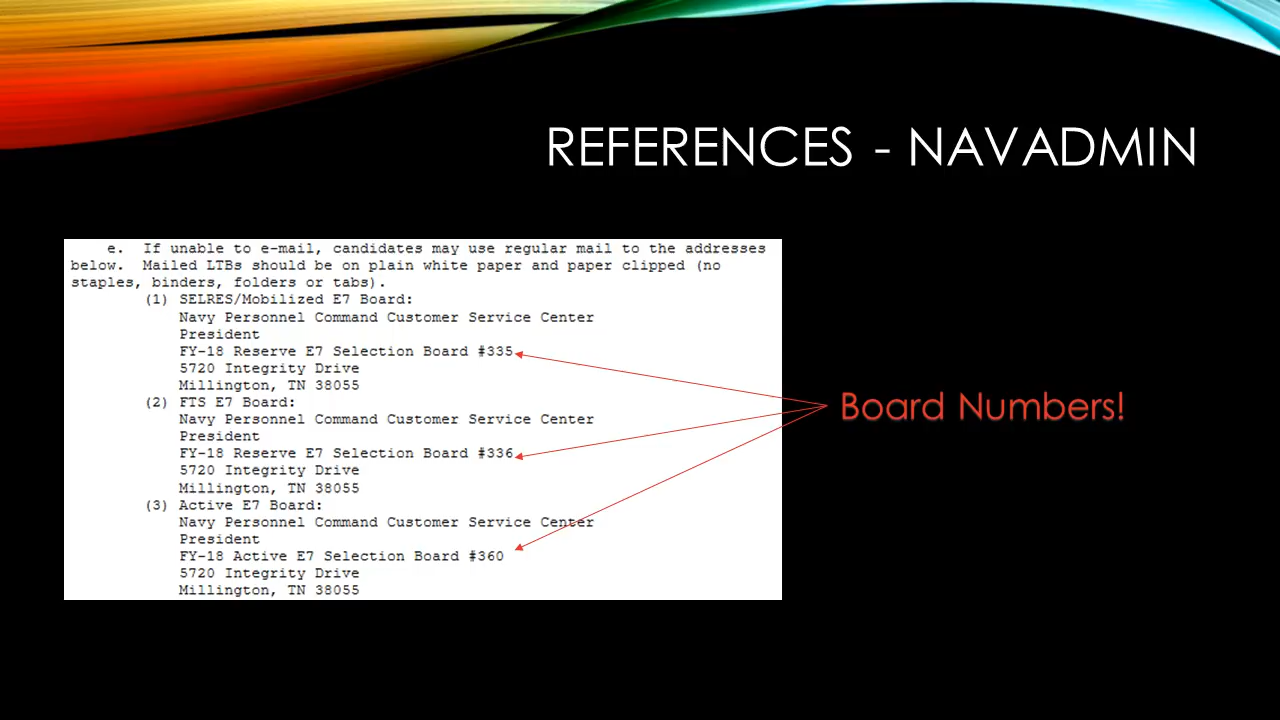 REFERENCES - NAVADMIN
e. If unable to e-mail, candidates may use regular mail to the addresses
below. Mailed LTBs should be on plain white paper and paper clipped (no
staples, binders, folders or tabs).
(1) SELRES/Mobilized E7 Board:
Navy Personnel Command Customer Service Center
President
FY-18 Reserve E7 Selection Board #335
5720 Integrity Drive
Millington, TN 38055
(2) FTS E7 Board:
Navy Personnel Command Customer Service Center
President
FY-18 Reserve E7 Selection Board #336
5720 Integrity Drive
Millington, TN 38055
(3) Active E7 Board:
Navy Personnel Command Customer Service Center
President
FY-18 Active E7 Selection Board #360
5720 Integrity Drive
Millington, TN 38055
Board Numbers!